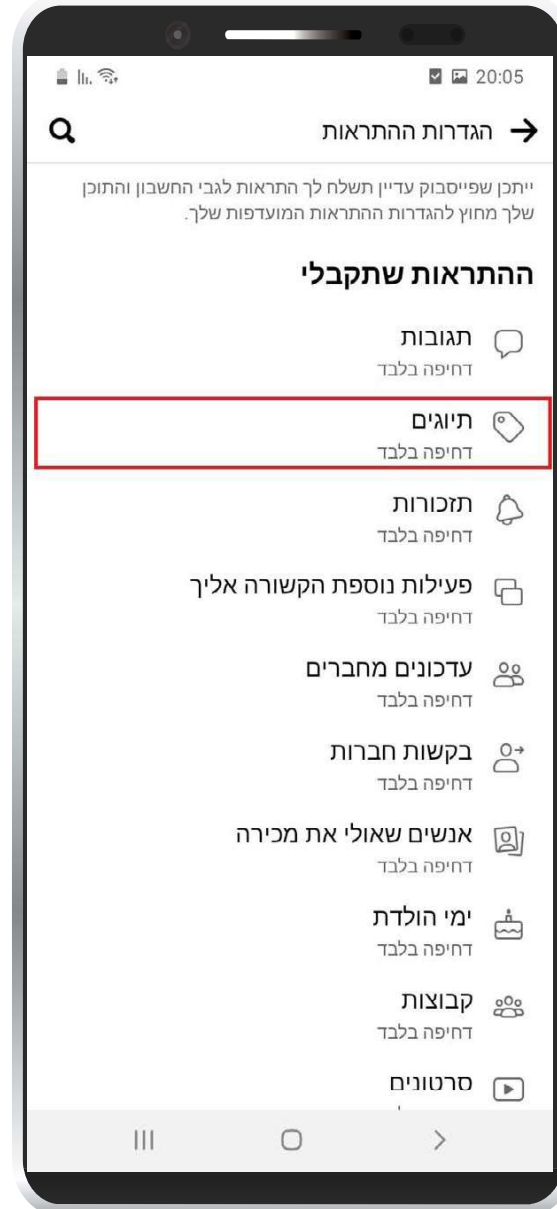 20:05
הגדרות ההתראות
ייתכן שפייסבוק עדיין תשלח לך התראות לגבי החשבון והתוכן
שלך מחוץ להגדרות ההתראות המועדפות שלך.
ההתראות שתקבלי
תגובות
דחיפה בלבד
תיוגים
דחיפה בלבד
תזכורות
דחיפה בלבד
פעילות נוספת הקשורה אליך
דחיפה בלבד
עדכונים מחברים
דחיפה בלבד
בקשות חברות
דחיפה בלבד
אנשים שאולי את מכירה
דחיפה בלבד
ימי הולדת
דחיפה בלבד
קבוצות
דחיפה בלבד
סרטונים